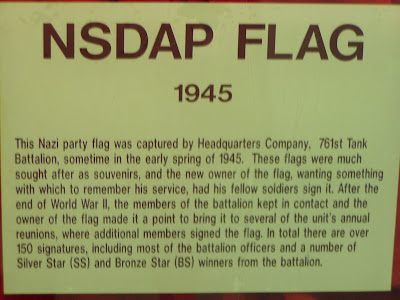 NSDAP FLAG
1945
This Nazi party flag was captured by Headquarters Company, 761st Tank
Battalion, sometime in the early spring of 1945. These flags were much
sought after as souvenirs, and the new owner of the flag, wanting something
with which to remember his service, had his fellow soldiers sign it. After the
end of World War II, the members of the battalion kept in contact and the
owner of the flag made it a point to bring it to several of the unit's annual
reunions, where additional members signed the flag. In total there are over
150 signatures, including most of the battalion officers and a number of
Silver Star (SS) and Bronze Star (BS) winners from the battalion.